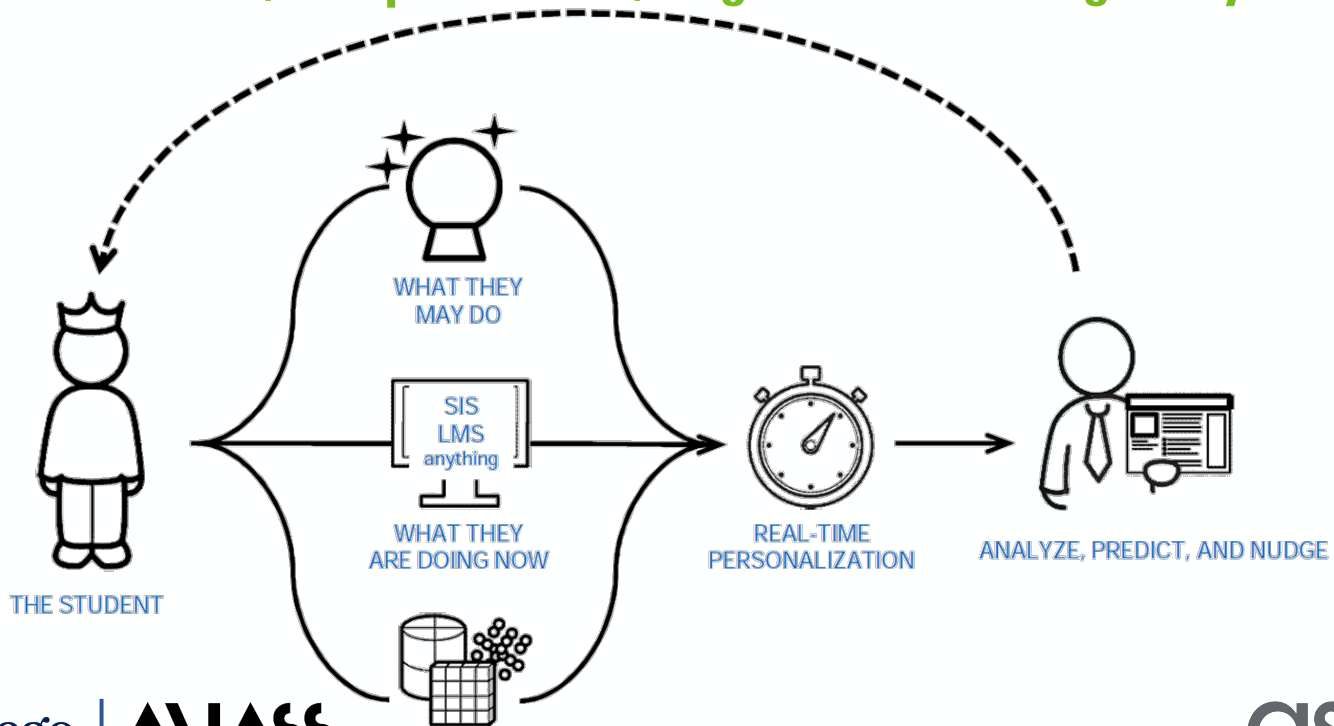 WHAT THEY
MAY DO
SIS
LMS
anything
WHAT THEY
ARE DOING NOW
REAL-TIME
PERSONALIZATION
ANALYZE, PREDICT, AND NUDGE
THE STUDENT